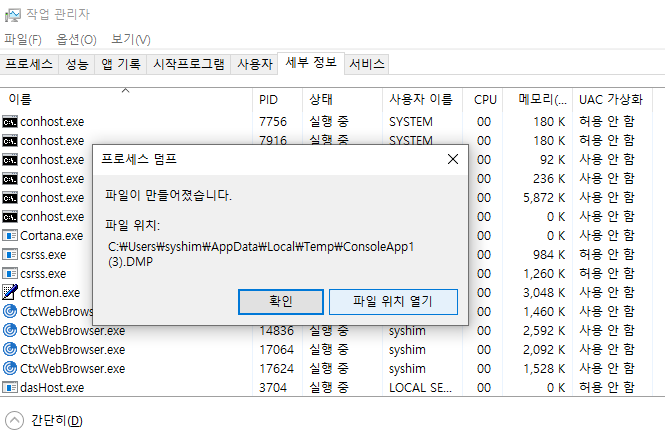 작업 관리자
파일(F) 옵션(O) 보기(V)
프로세스 성능 앱 기록 시작프로그램 사용자 세부 정보 서비스
이름 PID 상태 사용자 이름 CPU 메모리(... UAC 가상화
conhost.exe 7756 실행 중 SYSTEM 00 180 K 허용 안 함
conhost.exe 7916 실행 중 SYSTEM 00 180 K 허용 안 함
conhost.exe 00 92 K 사용 안 함
conhost.exe 00 236 K 사용 안 함
conhost.exe 00 5,872 K 사용 안 함
conhost.exe 00 0 K 사용 안 함
Cortana.exe 00 0 K 사용 안 함
csrss.exe 00 984 K 허용 안 함
csrss.exe 00 1,260 K 허용 안 함
ctfmon.exe 00 3,048 K 사용 안 함
CtxWebBrowser.exe 00 1,460 K 사용 안 함
CtxWebBrowser.exe 14836 실행 중 syshim 00 2,592 K 사용 안 함
CtxWebBrowser.exe 17064 실행 중 syshim 00 2,092 K 사용 안 함
CtxWebBrowser.exe 17624 실행 중 syshim 00 1,528 K 사용 안 함
dasHost.exe 3704 실행 중 LOCAL SE... 00 0 K 허용 안 함
프로세스 덤프
파일이 만들어졌습니다.
파일 위치:
C:₩Users₩syshim₩AppData₩Local₩Temp₩ConsoleApp1
(3).DMP
확인 파일 위치 열기
간단히(D)